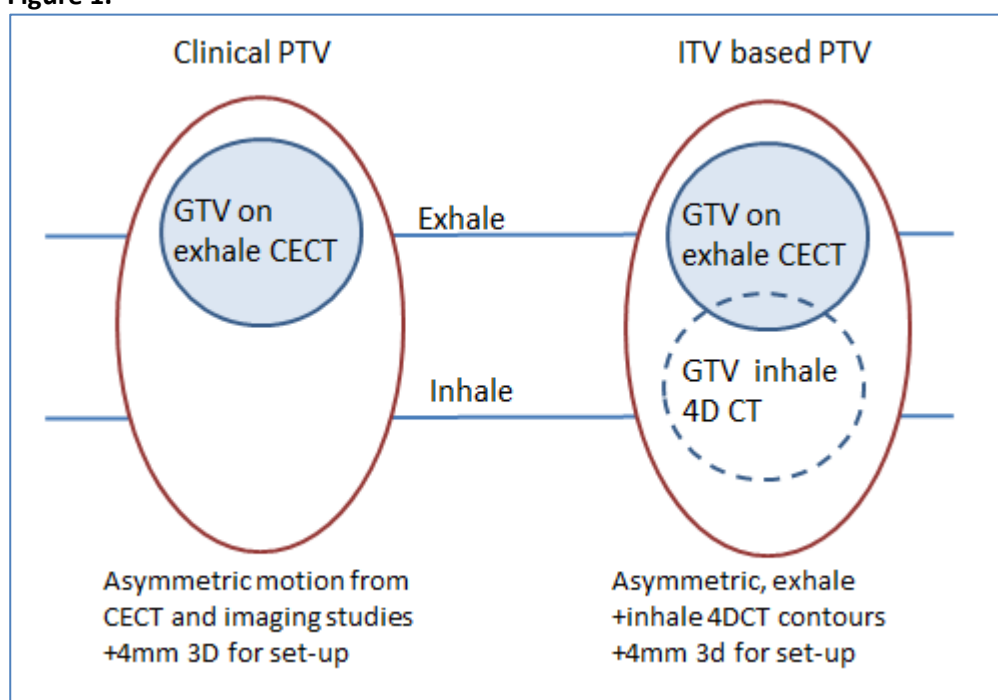 Figure 1.
Clinical PTV
ITV based PTV
GTV on
exhale CECT
Exhale
GTV on
exhale CECT
Inhale
GTV inhale
4D CT
Asymmetric motion from
CECT and imaging studies
+4mm 3D for set-up
Asymmetric, exhale
+inhale 4DCT contours
+4mm 3d for set-up